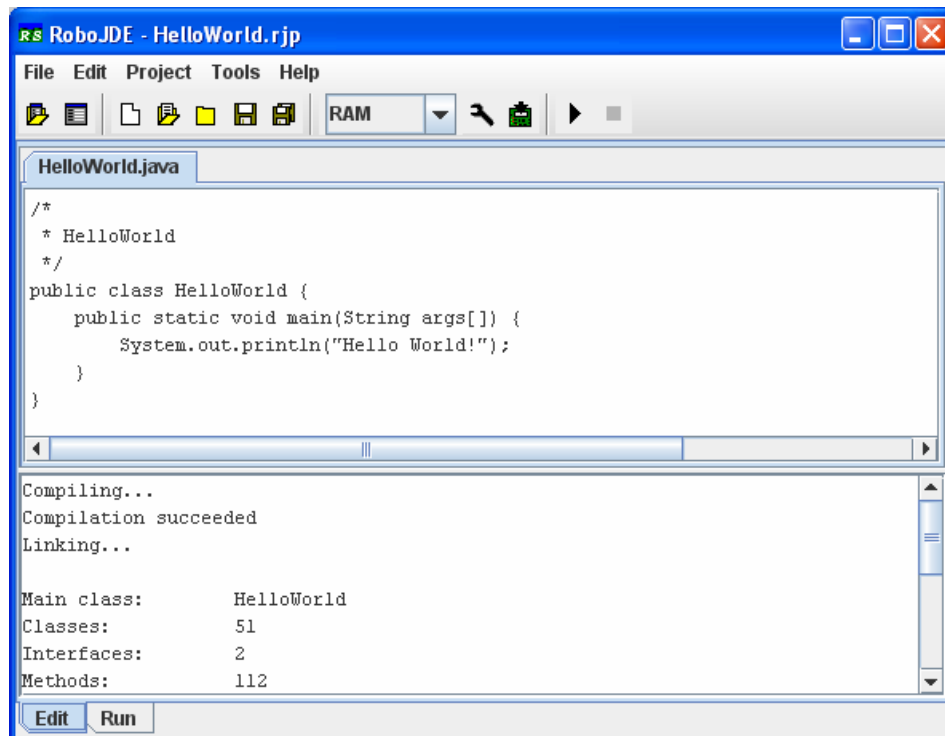 RS RoboJDE - HelloWorld.rjp
File Edit Project Tools Help
RAM
HelloWorld.java
/*
 * HelloWorld
 */
public class HelloWorld {
    public static void main(String args[]) {
        System.out.println("Hello World!");
    }
}
Compiling...
Compilation succeeded
Linking...
Main class: HelloWorld
Classes: 51
Interfaces: 2
Methods: 112
Edit Run